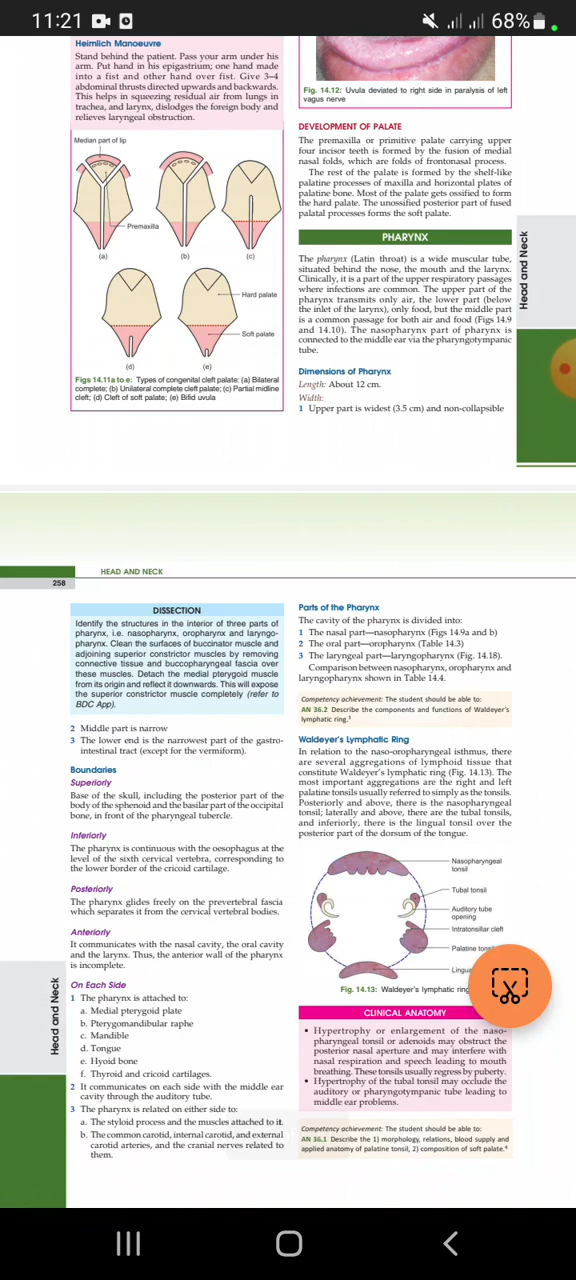 11:21
68%
Heimlich Manoeuvre
Stand behind the patient. Pass your arm under his
arm. Put hand in his epigastrium; one hand made
into a fist and other hand over fist. Give 3–4
abdominal thrusts directed upwards and backwards.
This helps in squeezing residual air from lungs in
trachea, and larynx, dislodges the foreign body and
relieves laryngeal obstruction.
Median part of lip
Premaxilla
(a)
(b)
(c)
Hard palate
Soft palate
(d)
(e)
Figs 14.11a to e: Types of congenital cleft palate: (a) Bilateral
complete; (b) Unilateral complete cleft palate; (c) Partial midline
cleft; (d) Cleft of soft palate; (e) Bifid uvula
Fig. 14.12: Uvula deviated to right side in paralysis of left
vagus nerve
DEVELOPMENT OF PALATE
The premaxilla or primitive palate carrying upper
four incisor teeth is formed by the fusion of medial
nasal folds, which are folds of frontonasal process.
The rest of the palate is formed by the shelf-like
palatine processes of maxilla and horizontal plates of
palatine bone. Most of the palate gets ossified to form
the hard palate. The unossified posterior part of fused
palatal processes forms the soft palate.
PHARYNX
The pharynx (Latin throat) is a wide muscular tube,
situated behind the nose, the mouth and the larynx.
Clinically, it is a part of the upper respiratory passages
where infections are common. The upper part of the
pharynx transmits only air, the lower part (below
the inlet of the larynx), only food, but the middle part
is a common passage for both air and food (Figs 14.9
and 14.10). The nasopharynx part of pharynx is
connected to the middle ear via the pharyngotympanic
tube.
Dimensions of Pharynx
Length: About 12 cm.
Width:
1 Upper part is widest (3.5 cm) and non-collapsible
Head and Neck
258
HEAD AND NECK
DISSECTION
Identify the structures in the interior of three parts of
pharynx, i.e. nasopharynx, oropharynx and laryngo-
pharynx. Clean the surfaces of buccinator muscle and
adjoining superior constrictor muscles by removing
connective tissue and buccopharyngeal fascia over
these muscles. Detach the medial pterygoid muscle
from its origin and reflect it downwards. This will expose
the superior constrictor muscle completely (refer to
BDC App).
2 Middle part is narrow
3 The lower end is the narrowest part of the gastro-
intestinal tract (except for the vermiform).
Boundaries
Superiorly
Base of the skull, including the posterior part of the
body of the sphenoid and the basilar part of the occipital
bone, in front of the pharyngeal tubercle.
Inferiorly
The pharynx is continuous with the oesophagus at the
level of the sixth cervical vertebra, corresponding to
the lower border of the cricoid cartilage.
Posteriorly
The pharynx glides freely on the prevertebral fascia
which separates it from the cervical vertebral bodies.
Anteriorly
It communicates with the nasal cavity, the oral cavity
and the larynx. Thus, the anterior wall of the pharynx
is incomplete.
On Each Side
1 The pharynx is attached to:
a. Medial pterygoid plate
b. Pterygomandibular raphe
c. Mandible
d. Tongue
e. Hyoid bone
f. Thyroid and cricoid cartilages.
2 It communicates on each side with the middle ear
cavity through the auditory tube.
3 The pharynx is related on either side to:
a. The styloid process and the muscles attached to it.
b. The common carotid, internal carotid, and external
carotid arteries, and the cranial nerves related to
them.
Head and Neck
Parts of the Pharynx
The cavity of the pharynx is divided into:
1 The nasal part—nasopharynx (Figs 14.9a and b)
2 The oral part—oropharynx (Table 14.3)
3 The laryngeal part—laryngopharynx (Fig. 14.18).
Comparison between nasopharynx, oropharynx and
laryngopharynx shown in Table 14.4.
Competency achievement: The student should be able to:
AN 36.2 Describe the components and functions of Waldeyer's
lymphatic ring.³
Waldeyer's Lymphatic Ring
In relation to the naso-oropharyngeal isthmus, there
are several aggregations of lymphoid tissue that
constitute Waldeyer's lymphatic ring (Fig. 14.13). The
most important aggregations are the right and left
palatine tonsils usually referred to simply as the tonsils.
Posteriorly and above, there is the nasopharyngeal
tonsil; laterally and above, there are the tubal tonsils,
and inferiorly, there is the lingual tonsil over the
posterior part of the dorsum of the tongue.
Nasopharyngeal
tonsil
Tubal tonsil
Auditory tube
opening
Intratonsillar cleft
Palatine
Fig. 14.13: Waldeyer's lymphatic ring
CLINICAL ANATOMY
• Hypertrophy or enlargement of the naso-
pharyngeal tonsil or adenoids may obstruct the
posterior nasal aperture and may interfere with
nasal respiration and speech leading to mouth
breathing. These tonsils usually regress by puberty.
• Hypertrophy of the tubal tonsil may occlude the
auditory or pharyngotympanic tube leading to
middle ear problems.
Competency achievement: The student should be able to:
AN 36.1 Describe the 1) morphology, relations, blood supply and
applied anatomy of palatine tonsil, 2) composition of soft palate.⁴